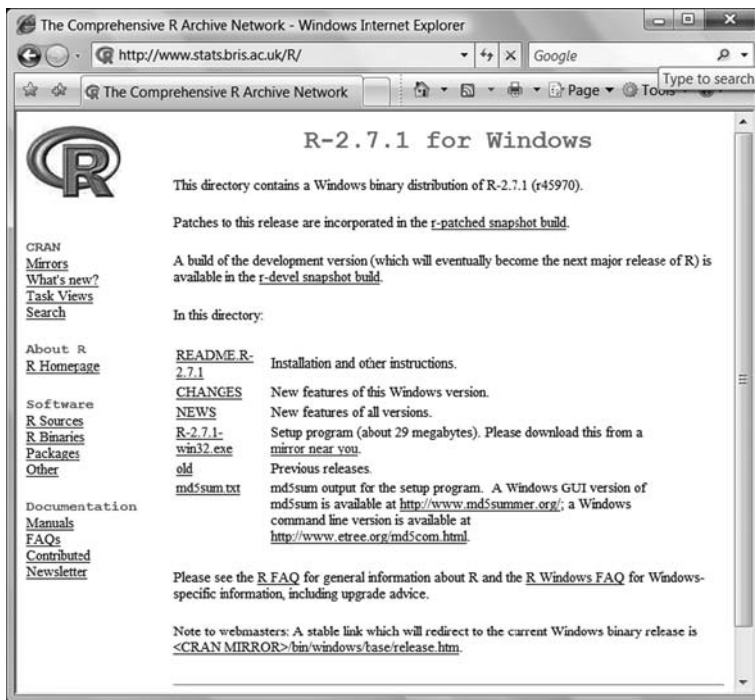 The Comprehensive R Archive Network - Windows Internet Explorer
http://www.stats.bris.ac.uk/R/
Google
Type to search
The Comprehensive R Archive Network
Page
Tools
R
CRAN
Mirrors
What's new?
Task Views
Search
About R
R Homepage
Software
R Sources
R Binaries
Packages
Other
Documentation
Manuals
FAQs
Contributed
Newsletter
R-2.7.1 for Windows
This directory contains a Windows binary distribution of R-2.7.1 (r45970).
Patches to this release are incorporated in the r-patched snapshot build.
A build of the development version (which will eventually become the next major release of R) is
available in the r-devel snapshot build.
In this directory:
README.R-
2.7.1
Installation and other instructions.
CHANGES
New features of this Windows version.
NEWS
New features of all versions.
R-2.7.1-
win32.exe
Setup program (about 29 megabytes). Please download this from a
mirror near you.
old
Previous releases.
md5sum.txt
md5sum output for the setup program. A Windows GUI version of
md5sum is available at http://www.md5summer.org/; a Windows
command line version is available at
http://www.etree.org/md5com.html.
Please see the R FAQ for general information about R and the R Windows FAQ for Windows-
specific information, including upgrade advice.
Note to webmasters: A stable link which will redirect to the current Windows binary release is
<CRAN MIRROR>/bin/windows/base/release.htm.